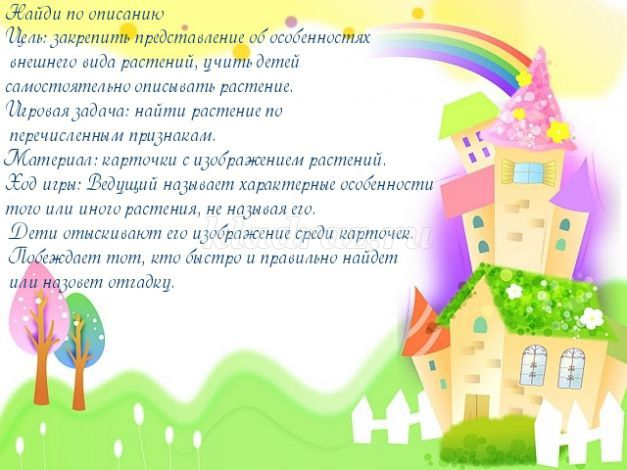 Найди по описанию
Цель: закрепить представление об особенностях
внешнего вида растений, учить детей
самостоятельно описывать растение.
Игровая задача: найти растение по
перечисленным признакам.
Материал: карточки с изображением растений.
Ход игры: Ведущий называет характерные особенности
того или иного растения, не называя его.
Дети отыскивают его изображение среди карточек.
Побеждает тот, кто быстро и правильно найдет
или назовет отгадку.